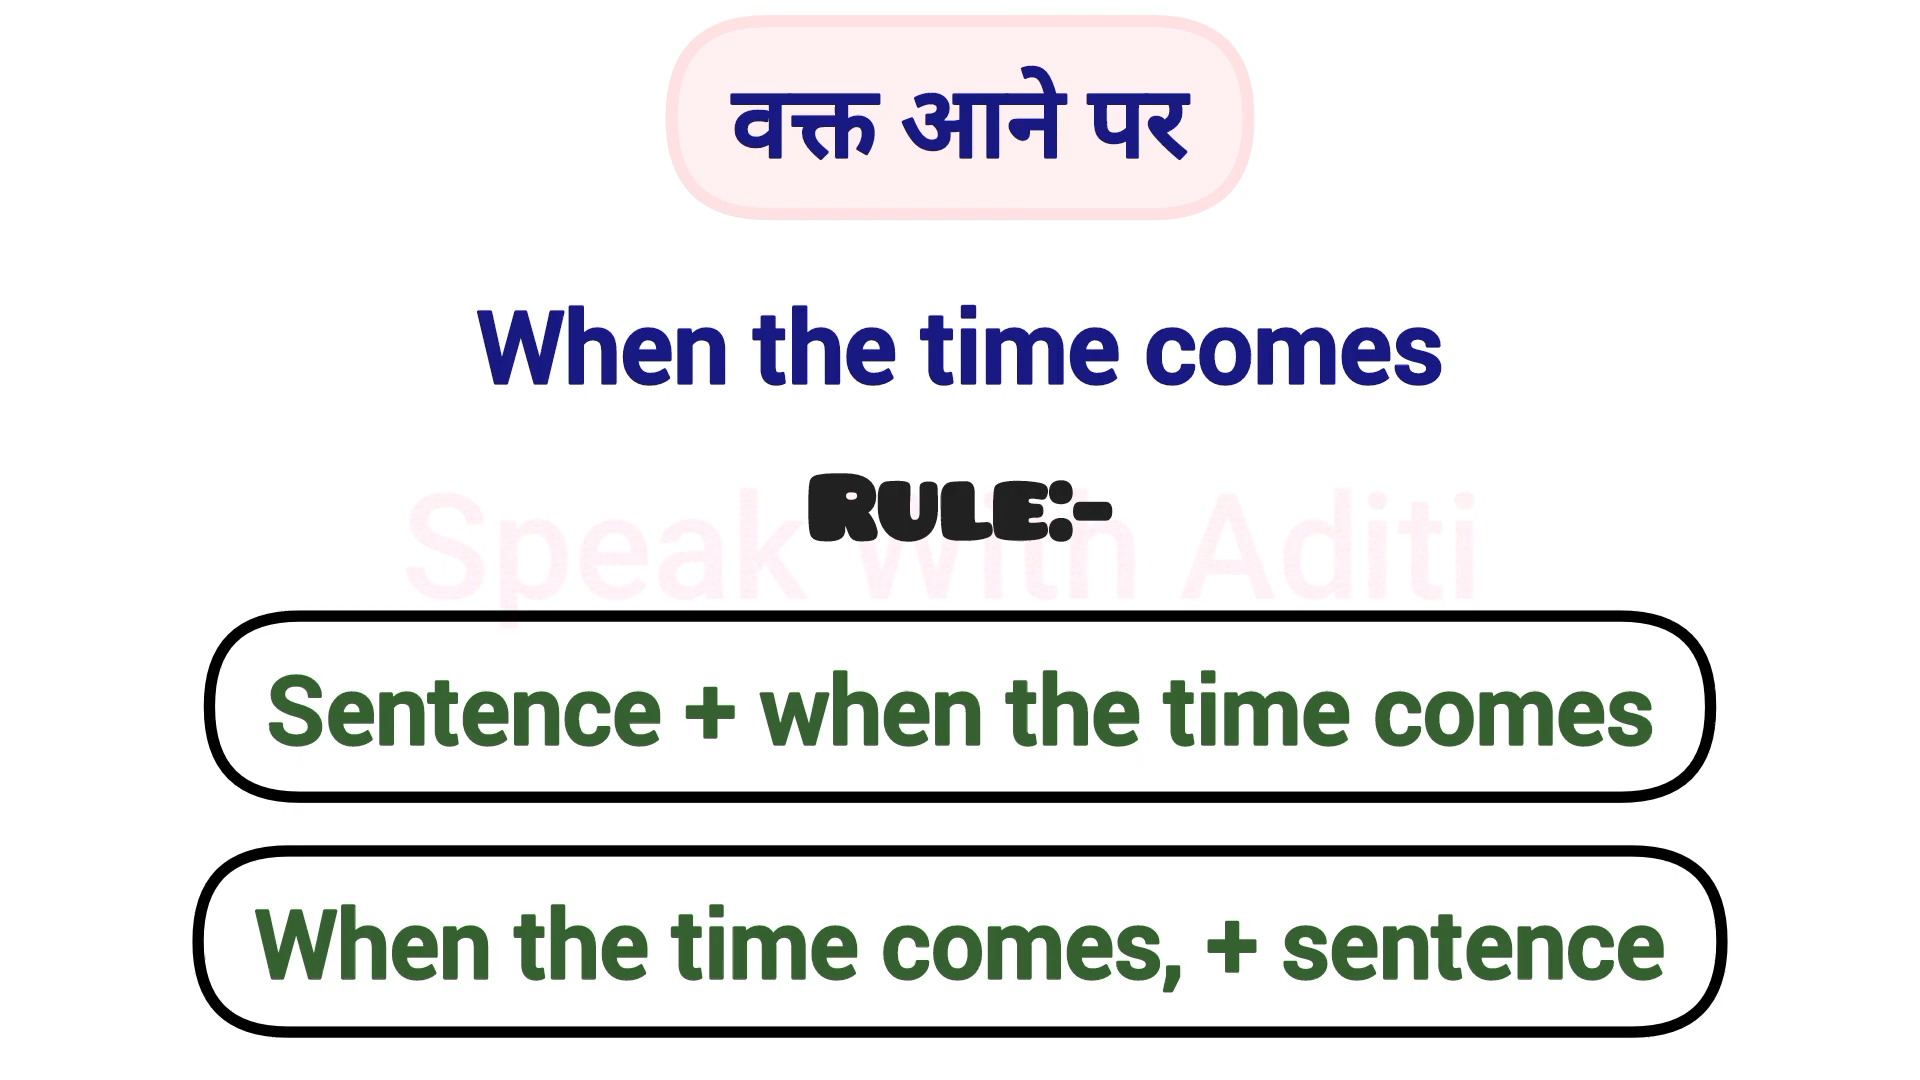 वक्त आने पर
When the time comes
RULE:-
Speak With Aditi
Sentence + when the time comes
When the time comes, + sentence